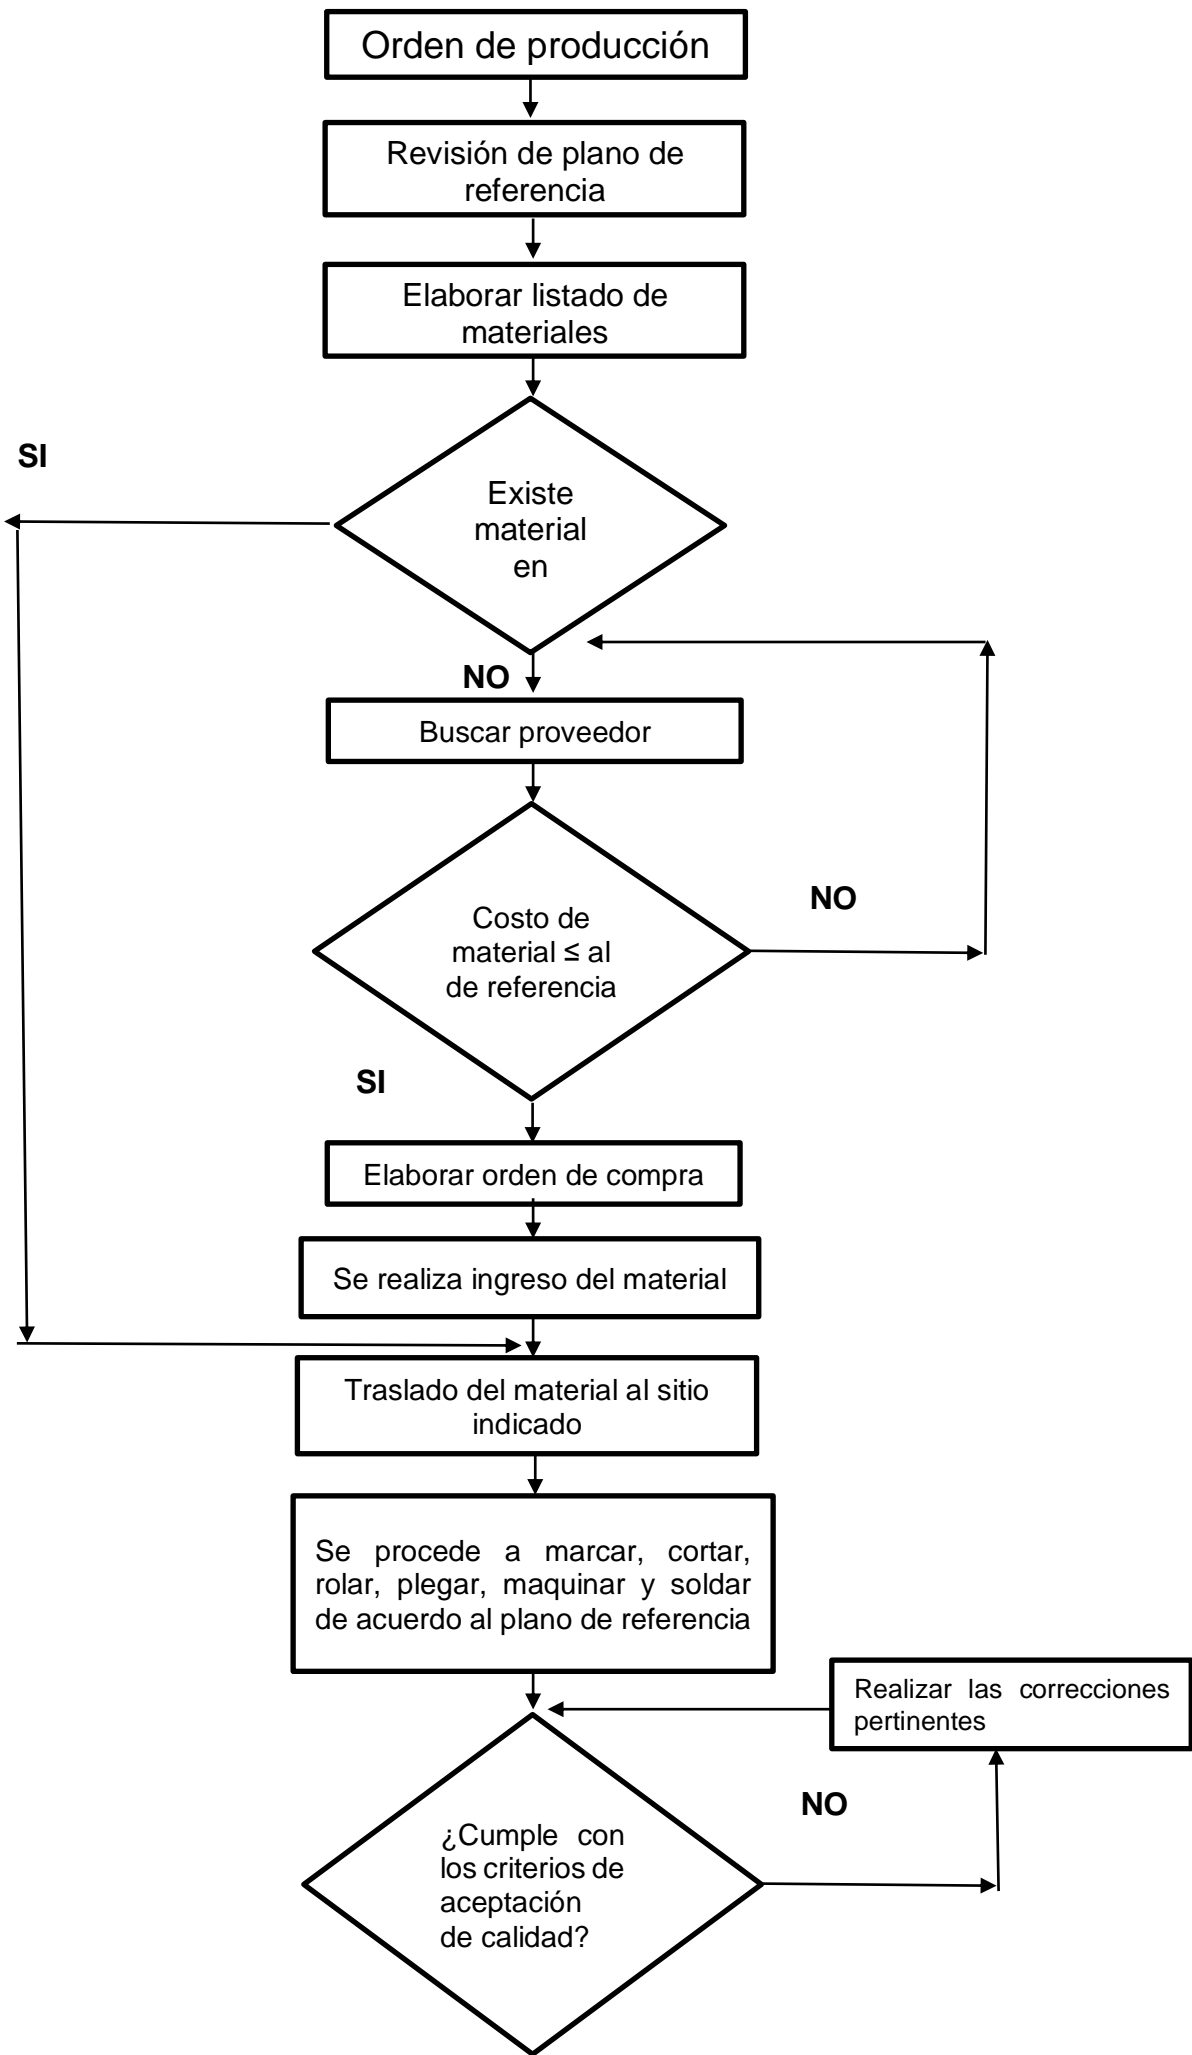 Orden de producción
Revisión de plano de
referencia
Elaborar listado de
materiales
SI
Existe
material
en
NO
Buscar proveedor
NO
Costo de
material ≤ al
de referencia
SI
Elaborar orden de compra
Se realiza ingreso del material
Traslado del material al sitio
indicado
Se procede a marcar, cortar,
rolar, plegar, maquinar y soldar
de acuerdo al plano de referencia
Realizar las correcciones
pertinentes
NO
¿Cumple con
los criterios de
aceptación
de calidad?